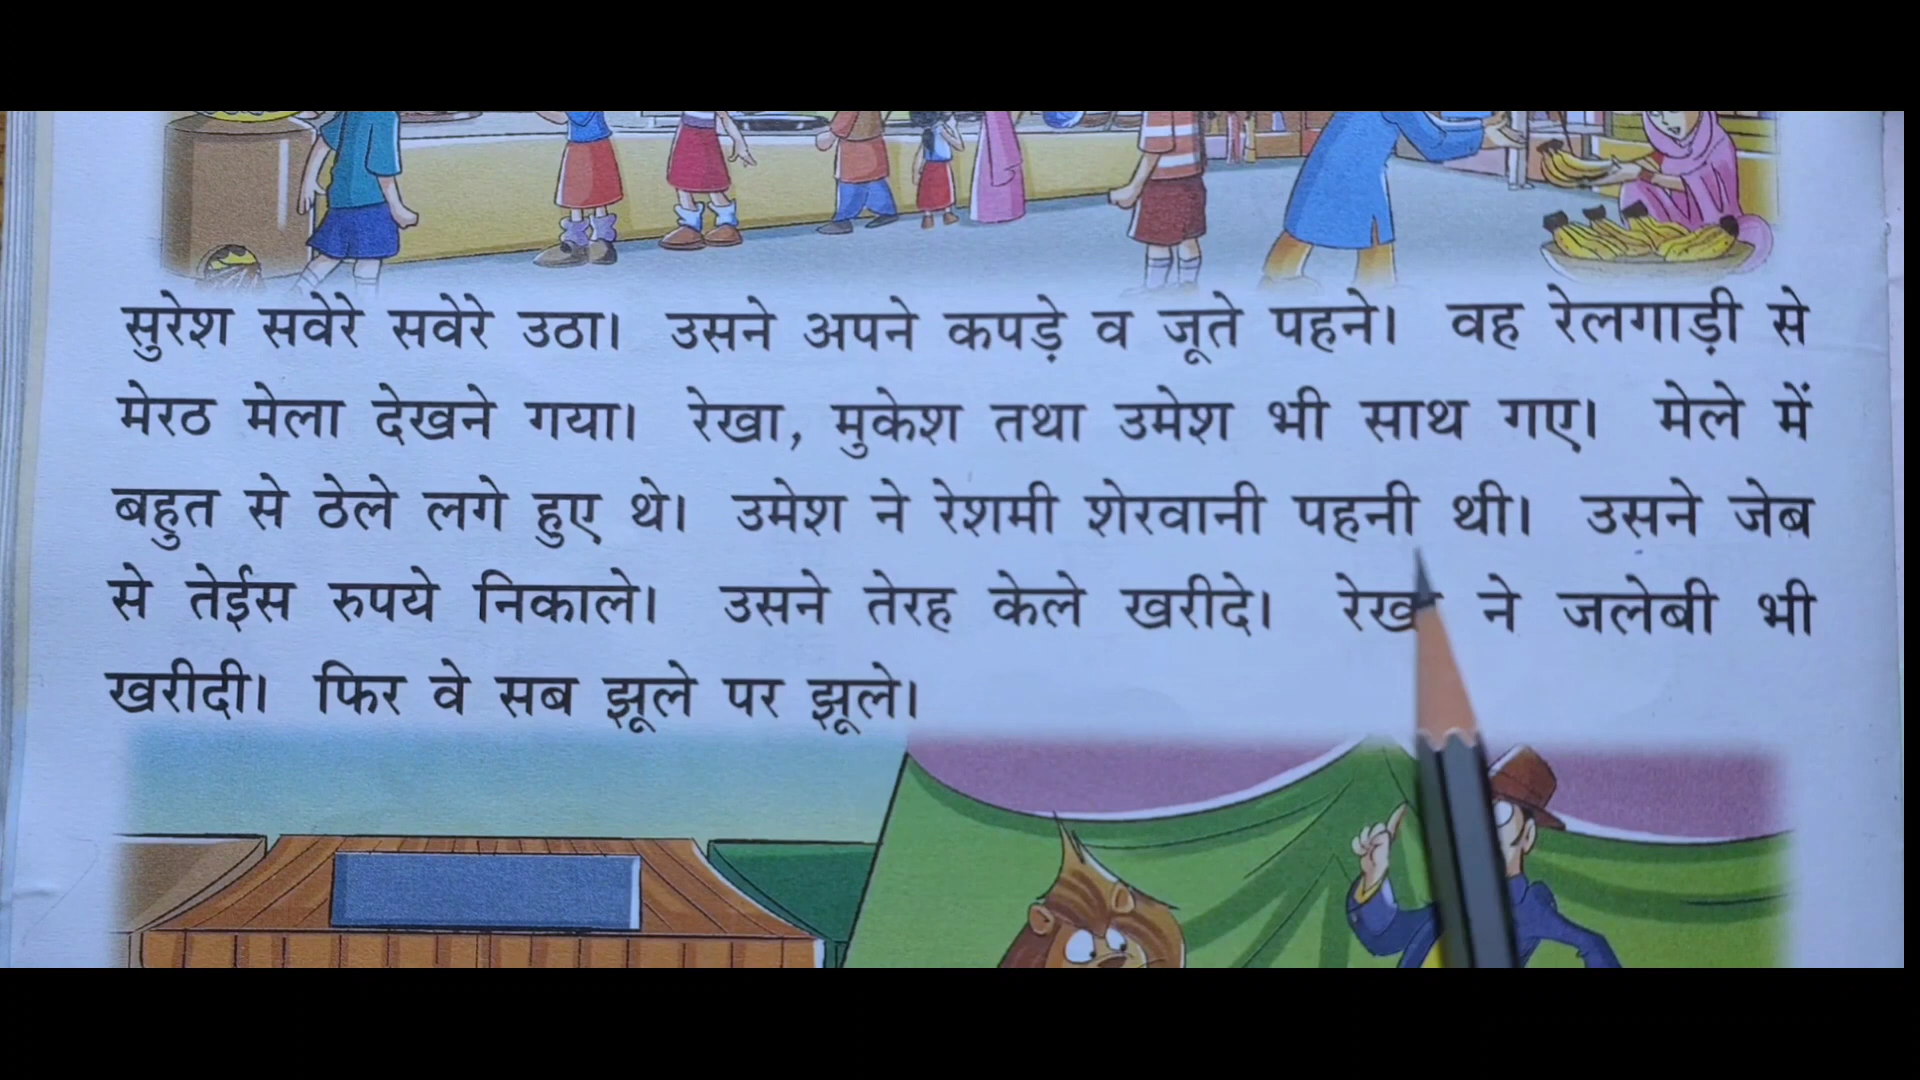 सुरेश सवेरे सवेरे उठा। उसने अपने कपड़े व जूते पहने। वह रेलगाड़ी से
मेरठ मेला देखने गया। रेखा, मुकेश तथा उमेश भी साथ गए। मेले में
बहुत से ठेले लगे हुए थे। उमेश ने रेशमी शेरवानी पहनी थी। उसने जेब
से तेईस रुपये निकाले। उसने तेरह केले खरीदे। रेखा ने जलेबी भी
खरीदी। फिर वे सब झूले पर झूले।